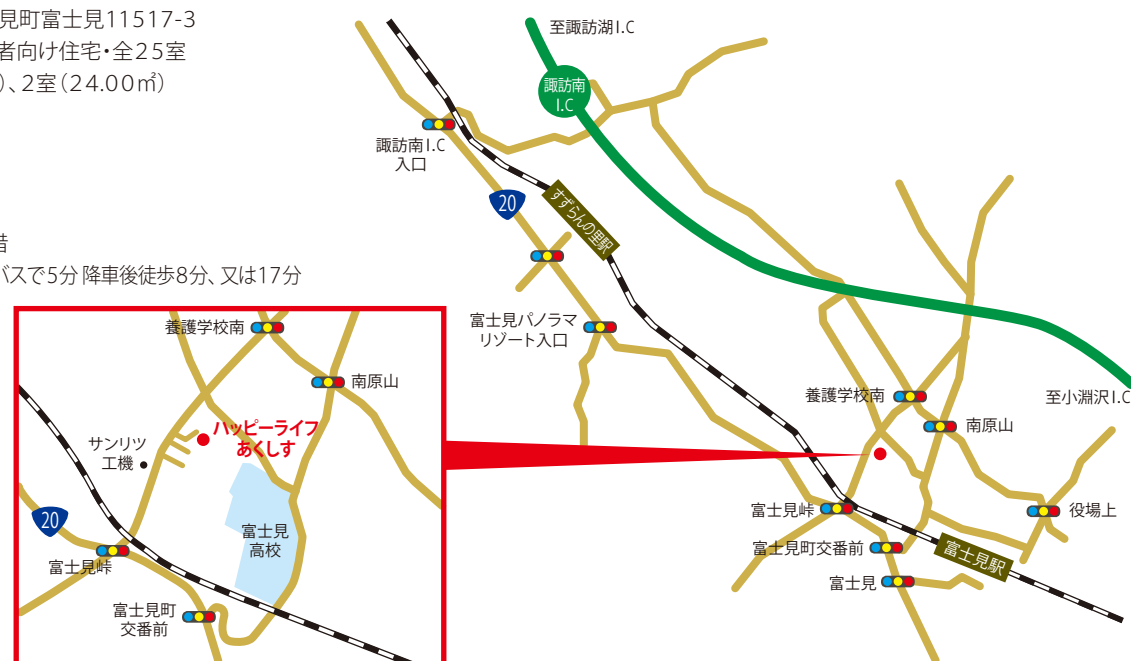 見町富士見11517-3
者向け住宅・全25室
)、2室(24.00㎡)
昔
バスで5分 降車後徒歩8分、又は17分
至諏訪湖I.C
諏訪南
I.C
諏訪南I.C
入口
20
すずらんの里駅
富士見パノラマ
リゾート入口
養護学校南
至小淵沢I.C
南原山
富士見峠
役場上
富士見町交番前
富士見駅
富士見
養護学校南
南原山
ハッピーライフ
あくしす
サンリツ
工機
20
富士見
高校
富士見峠
富士見町
交番前